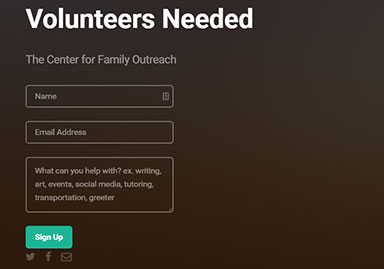 Volunteers Needed
The Center for Family Outreach
Name
Email Address
What can you help with? ex. writing,
art, events, social media, tutoring,
transportation, greeter
Sign Up